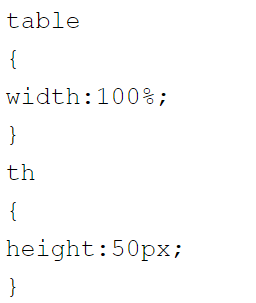 table
{
width:100%;
}
th
{
height:50px;
}